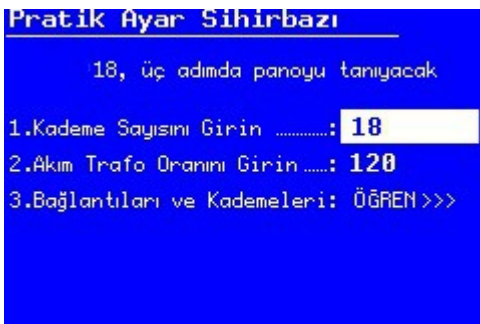 Pratik Ayar Sihirbazı
18, üç adımda panoyu tanıyacak
1.Kademe Sayısını Girin ............: 18
2.Akım Trafo Oranını Girin .....: 120
3.Bağlantıları ve Kademeleri: ÖĞREN >>>